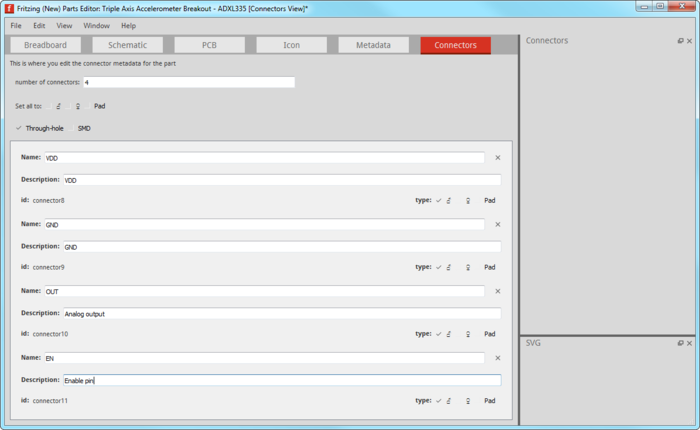 Fritzing (New) Parts Editor: Triple Axis Accelerometer Breakout - ADXL335 [Connectors View]*
File Edit View Window Help
Breadboard Schematic PCB Icon Metadata Connectors
Connectors
This is where you edit the connector metadata for the part
number of connectors: 4
Set all to: Pad
Through-hole SMD
Name: VDD
Description: VDD
id: connector8 type: Pad
Name: GND
Description: GND
id: connector9 type: Pad
Name: OUT
Description: Analog output
id: connector10 type: Pad
Name: EN
Description: Enable pin
id: connector11 type: Pad
SVG